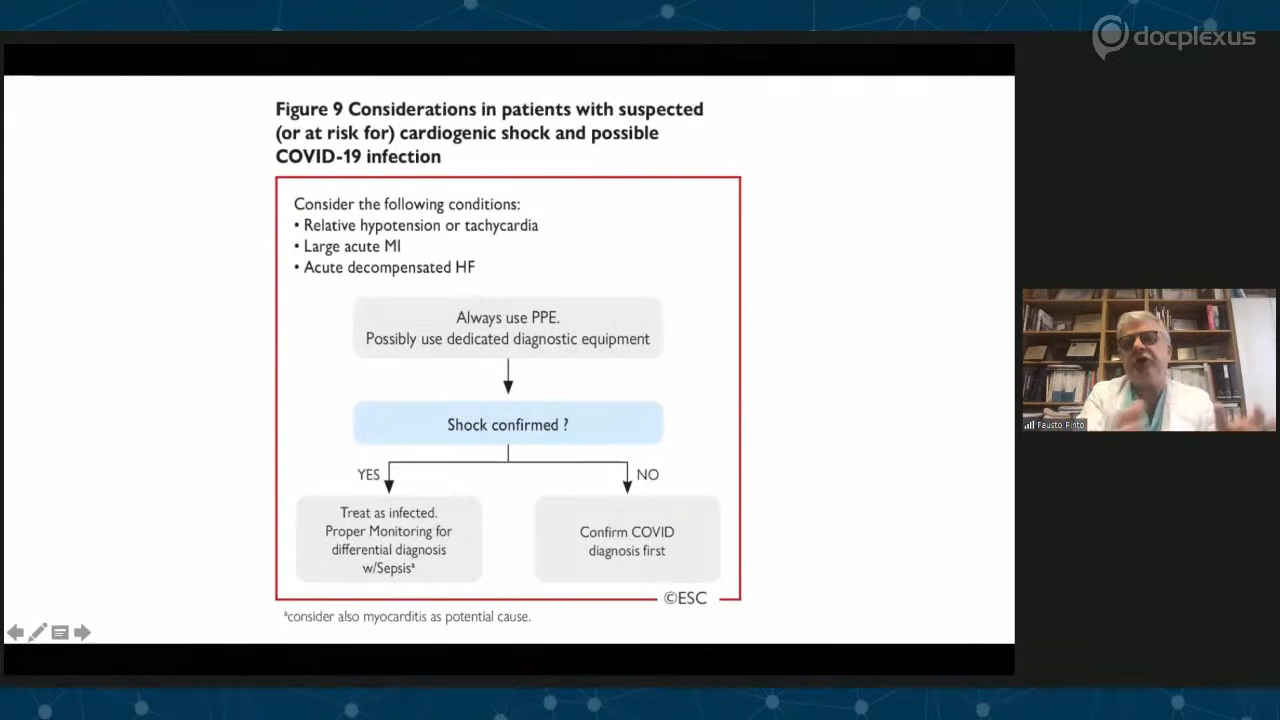 docplexus
Figure 9 Considerations in patients with suspected
(or at risk for) cardiogenic shock and possible
COVID-19 infection
Consider the following conditions:
• Relative hypotension or tachycardia
• Large acute MI
• Acute decompensated HF
Always use PPE.
Possibly use dedicated diagnostic equipment
Shock confirmed ?
YES
NO
Treat as infected.
Proper Monitoring for
differential diagnosis
w/Sepsisᵃ
Confirm COVID
diagnosis first
©ESC
ᵃconsider also myocarditis as potential cause.
Fausto Pinto